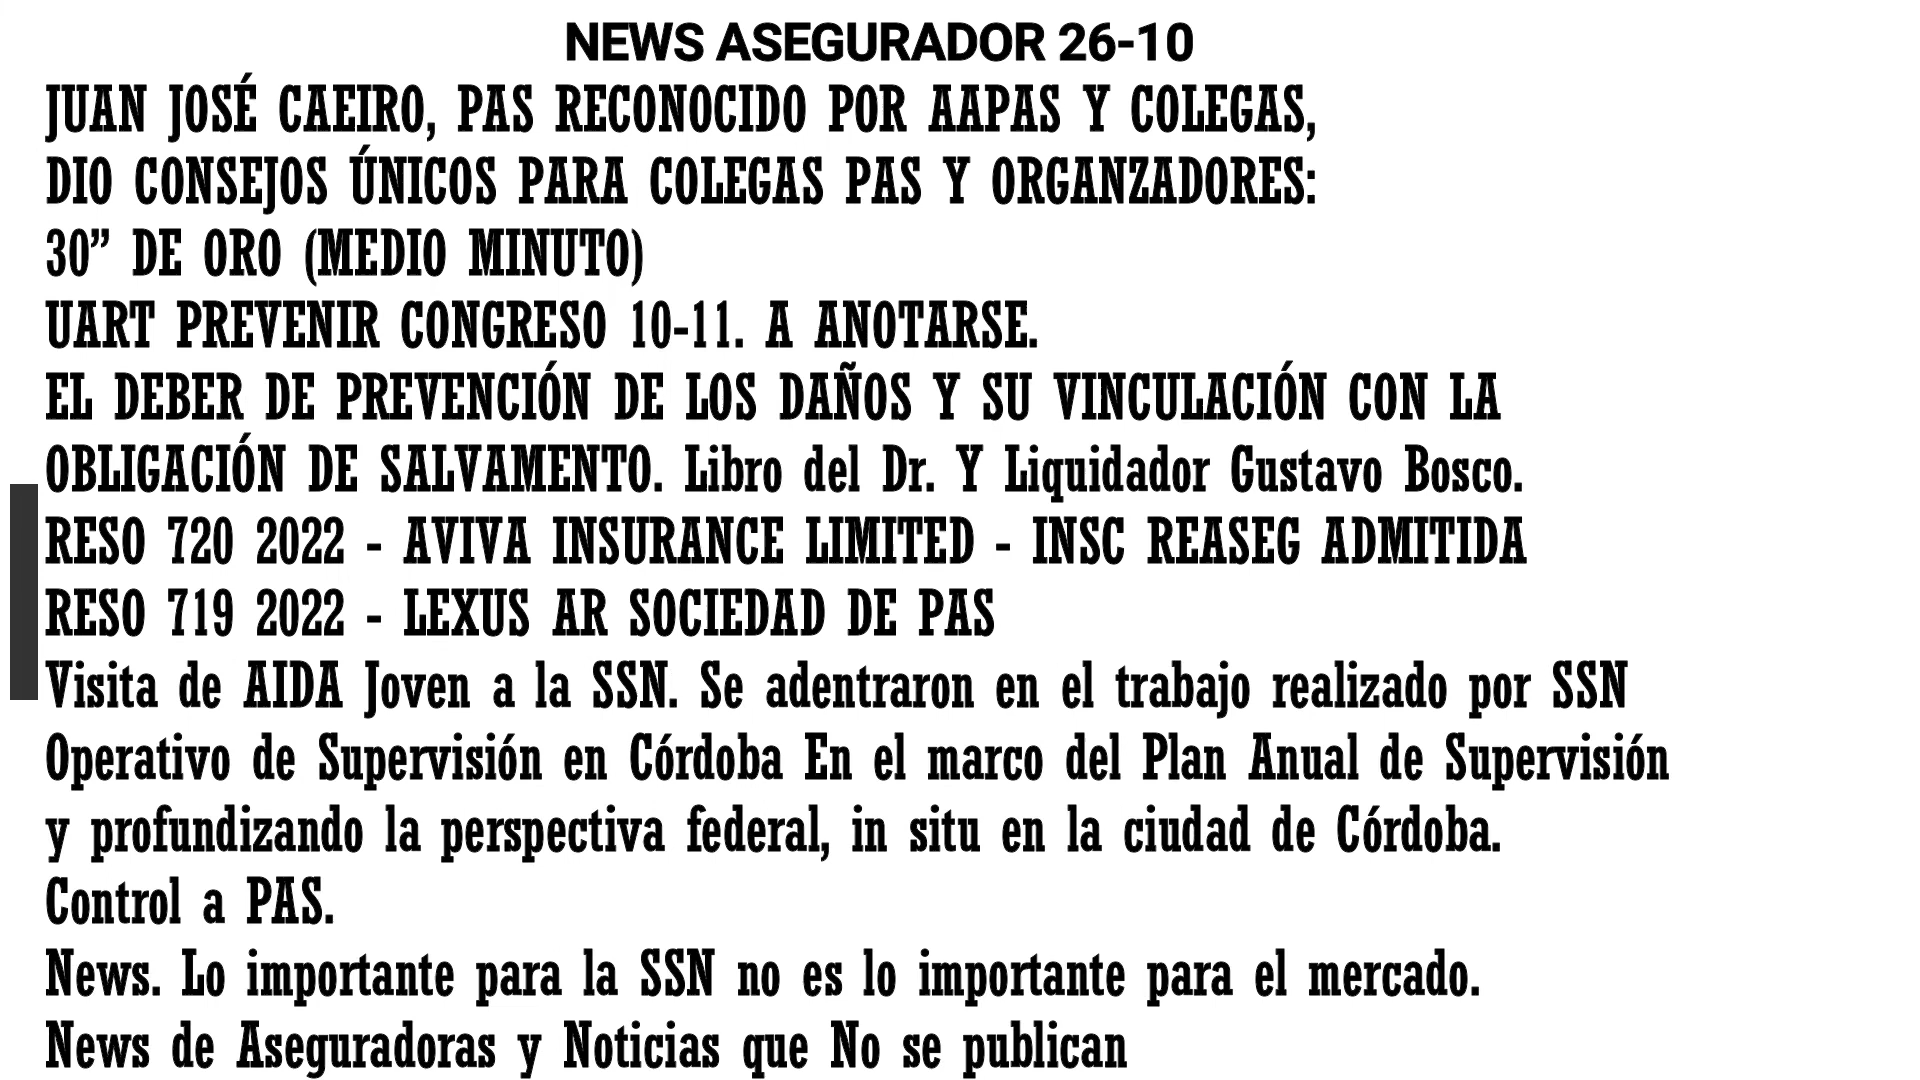 NEWS ASEGURADOR 26-10
JUAN JOSÉ CAEIRO, PAS RECONOCIDO POR AAPAS Y COLEGAS,
DIO CONSEJOS ÚNICOS PARA COLEGAS PAS Y ORGANZADORES:
30” DE ORO (MEDIO MINUTO)
UART PREVENIR CONGRESO 10-11. A ANOTARSE.
EL DEBER DE PREVENCIÓN DE LOS DAÑOS Y SU VINCULACIÓN CON LA
OBLIGACIÓN DE SALVAMENTO. Libro del Dr. Y Liquidador Gustavo Bosco.
RESO 720 2022 - AVIVA INSURANCE LIMITED - INSC REASEG ADMITIDA
RESO 719 2022 - LEXUS AR SOCIEDAD DE PAS
Visita de AIDA Joven a la SSN. Se adentraron en el trabajo realizado por SSN
Operativo de Supervisión en Córdoba En el marco del Plan Anual de Supervisión
y profundizando la perspectiva federal, in situ en la ciudad de Córdoba.
Control a PAS.
News. Lo importante para la SSN no es lo importante para el mercado.
News de Aseguradoras y Noticias que No se publican